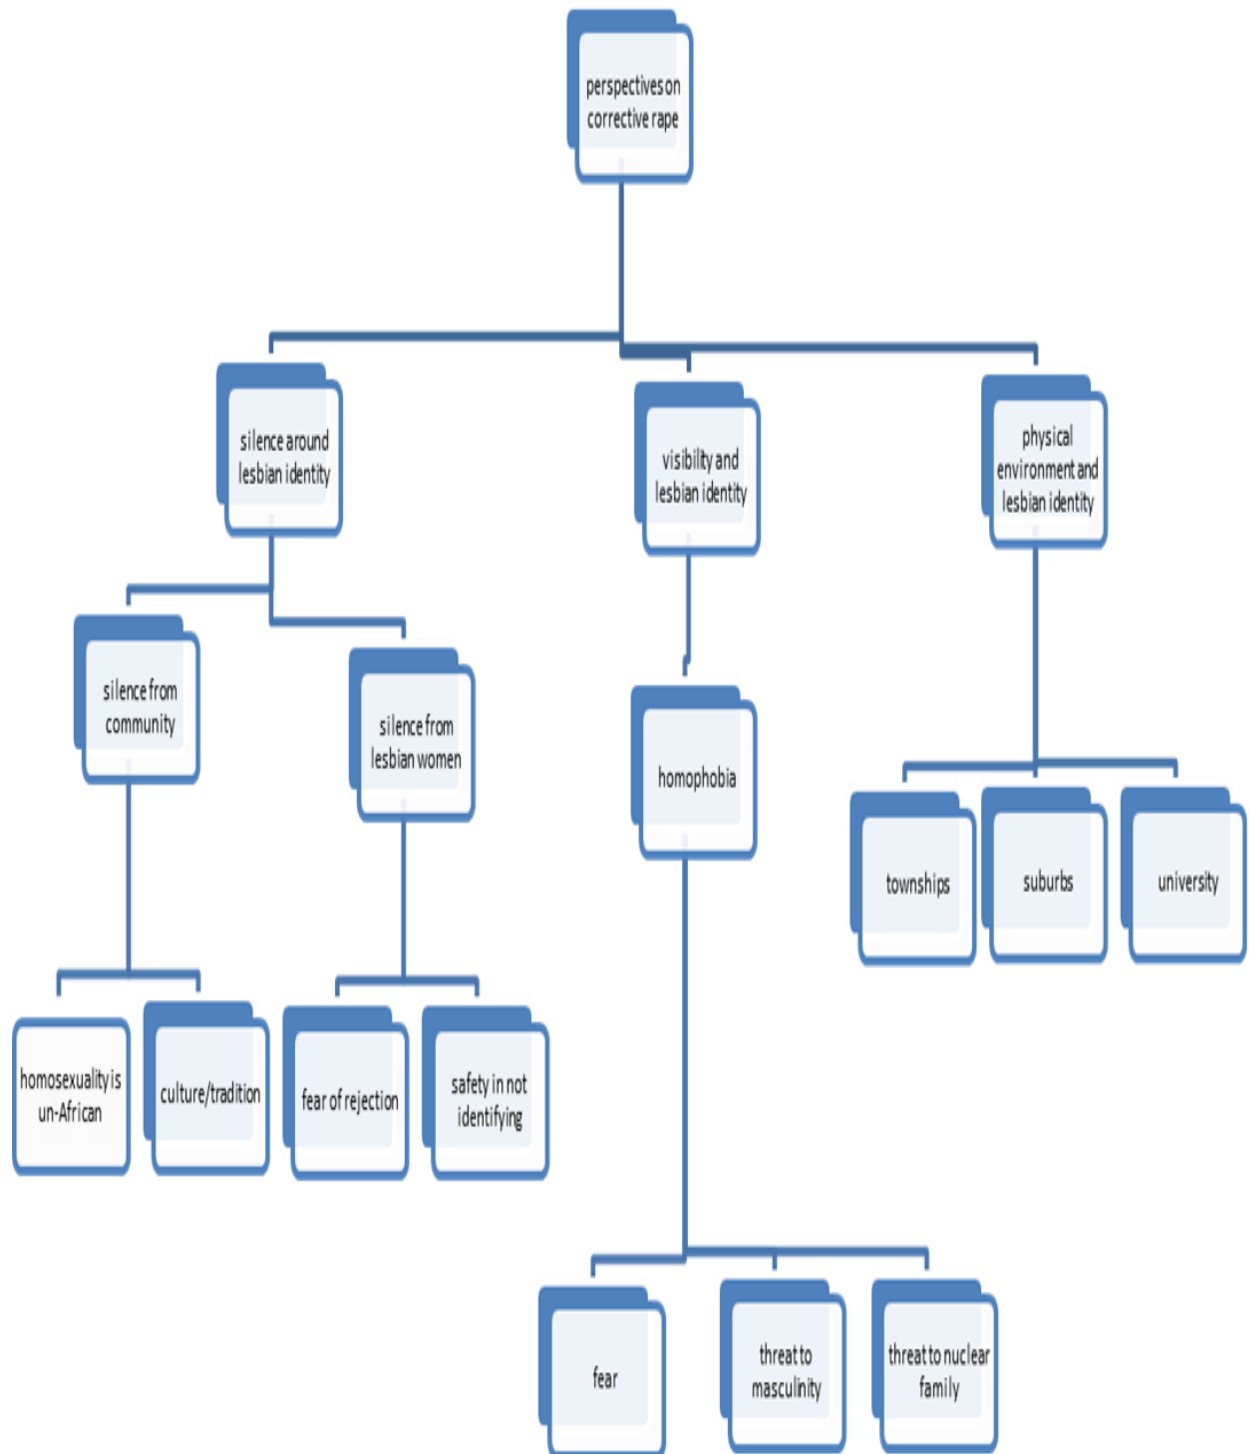 perspectives on
corrective rape
silence around
lesbian identity
visibility and
lesbian identity
physical
environment and
lesbian identity
silence from
community
silence from
lesbian women
homophobia
townships
suburbs
university
homosexuality is
un-African
culture/tradition
fear of rejection
safety in not
identifying
fear
threat to
masculinity
threat to nuclear
family